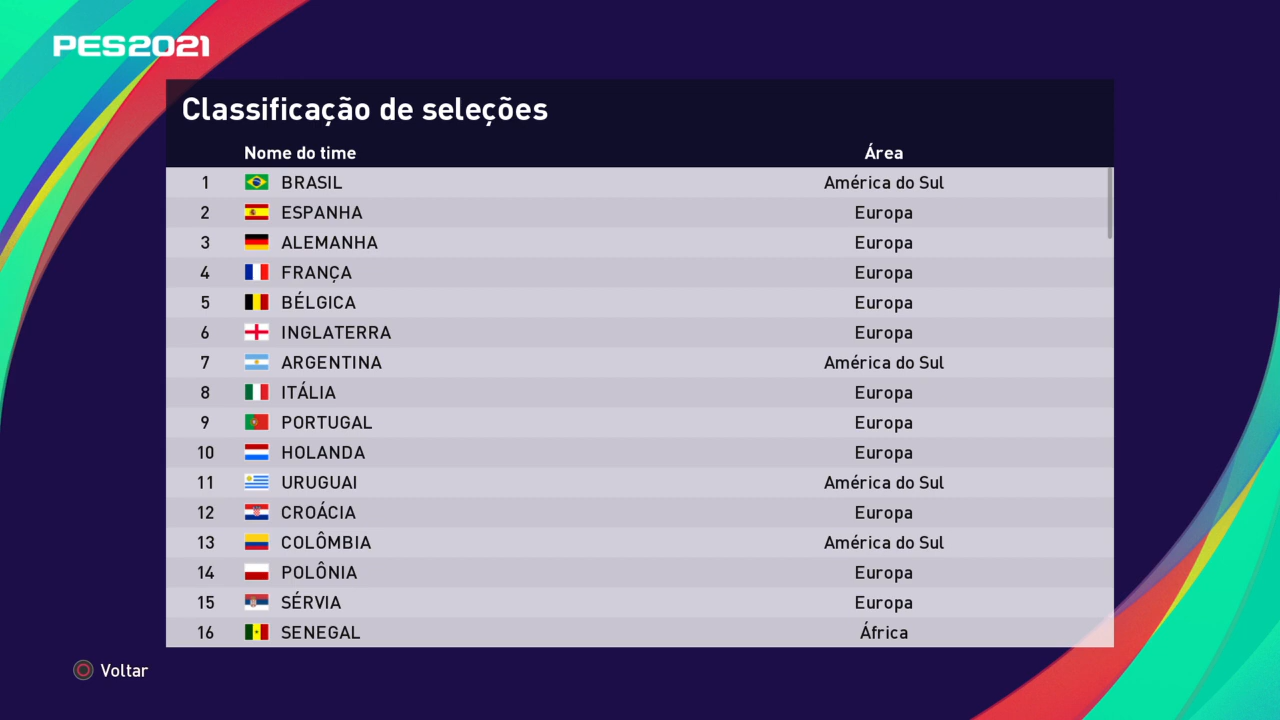 PES2021
Classificação de seleções
Nome do time Área
1 BRASIL América do Sul
2 ESPANHA Europa
3 ALEMANHA Europa
4 FRANÇA Europa
5 BÉLGICA Europa
6 INGLATERRA Europa
7 ARGENTINA América do Sul
8 ITÁLIA Europa
9 PORTUGAL Europa
10 HOLANDA Europa
11 URUGUAI América do Sul
12 CROÁCIA Europa
13 COLÔMBIA América do Sul
14 POLÔNIA Europa
15 SÉRVIA Europa
16 SENEGAL África
Voltar